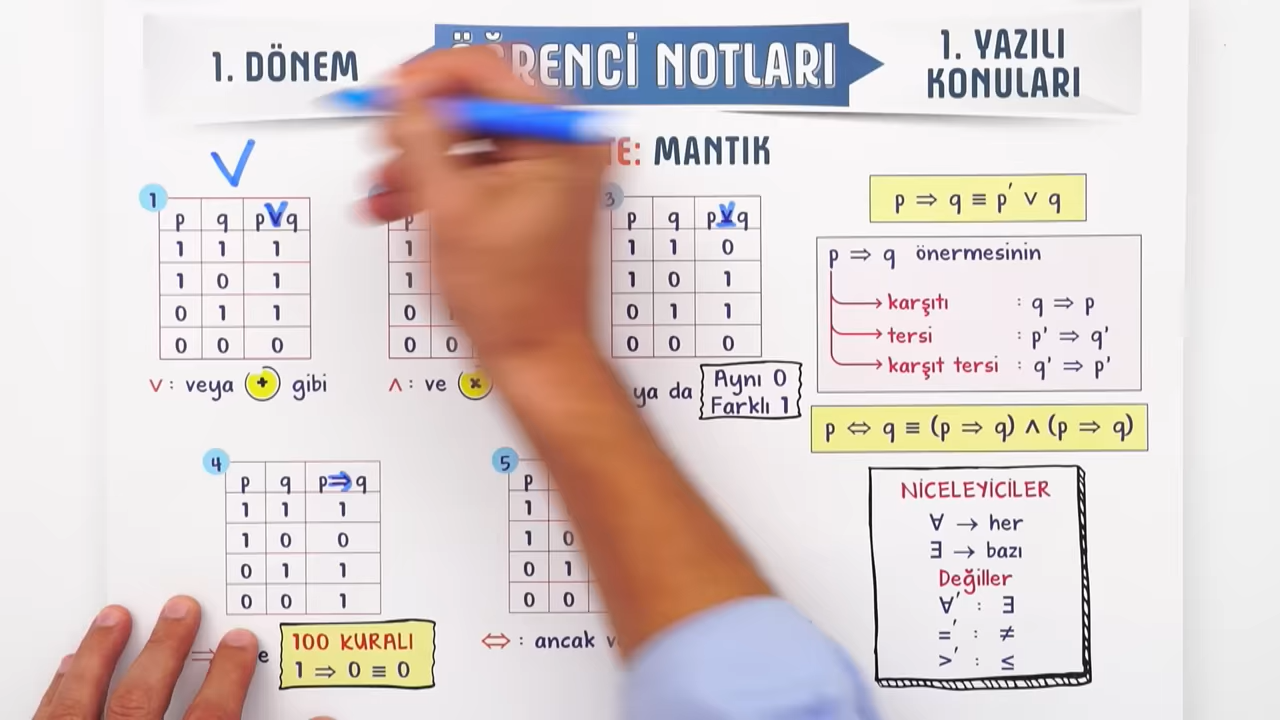 1. DÖNEM
ÖĞRENCİ NOTLARI
1. YAZILI
KONULARI
MANTIK
V
1
p q p V q
1 1 1
1 0 1
0 1 1
0 0 0
V : veya + gibi
p
1
1
0 1
0 0
Λ : ve x
3
p q p ⊻ q
1 1 0
1 0 1
0 1 1
0 0 0
ya da
Aynı 0
Farklı 1
p ⇒ q ≡ p′ v q
p ⇒ q önermesinin
karşıtı : q ⇒ p
tersi : p′ ⇒ q′
karşıt tersi : q′ ⇒ p′
p ⇔ q ≡ (p ⇒ q) Λ (p ⇒ q)
4
p q p ⇒ q
1 1 1
1 0 0
0 1 1
0 0 1
⇒
100 KURALI
1 ⇒ 0 ≡ 0
5
p
1
1 0
0 1
0 0
⇔ : ancak
NİCELEYİCİLER
∀ → her
∃ → bazı
Değiller
∀′ : ∃
=′ : ≠
>′ : ≤